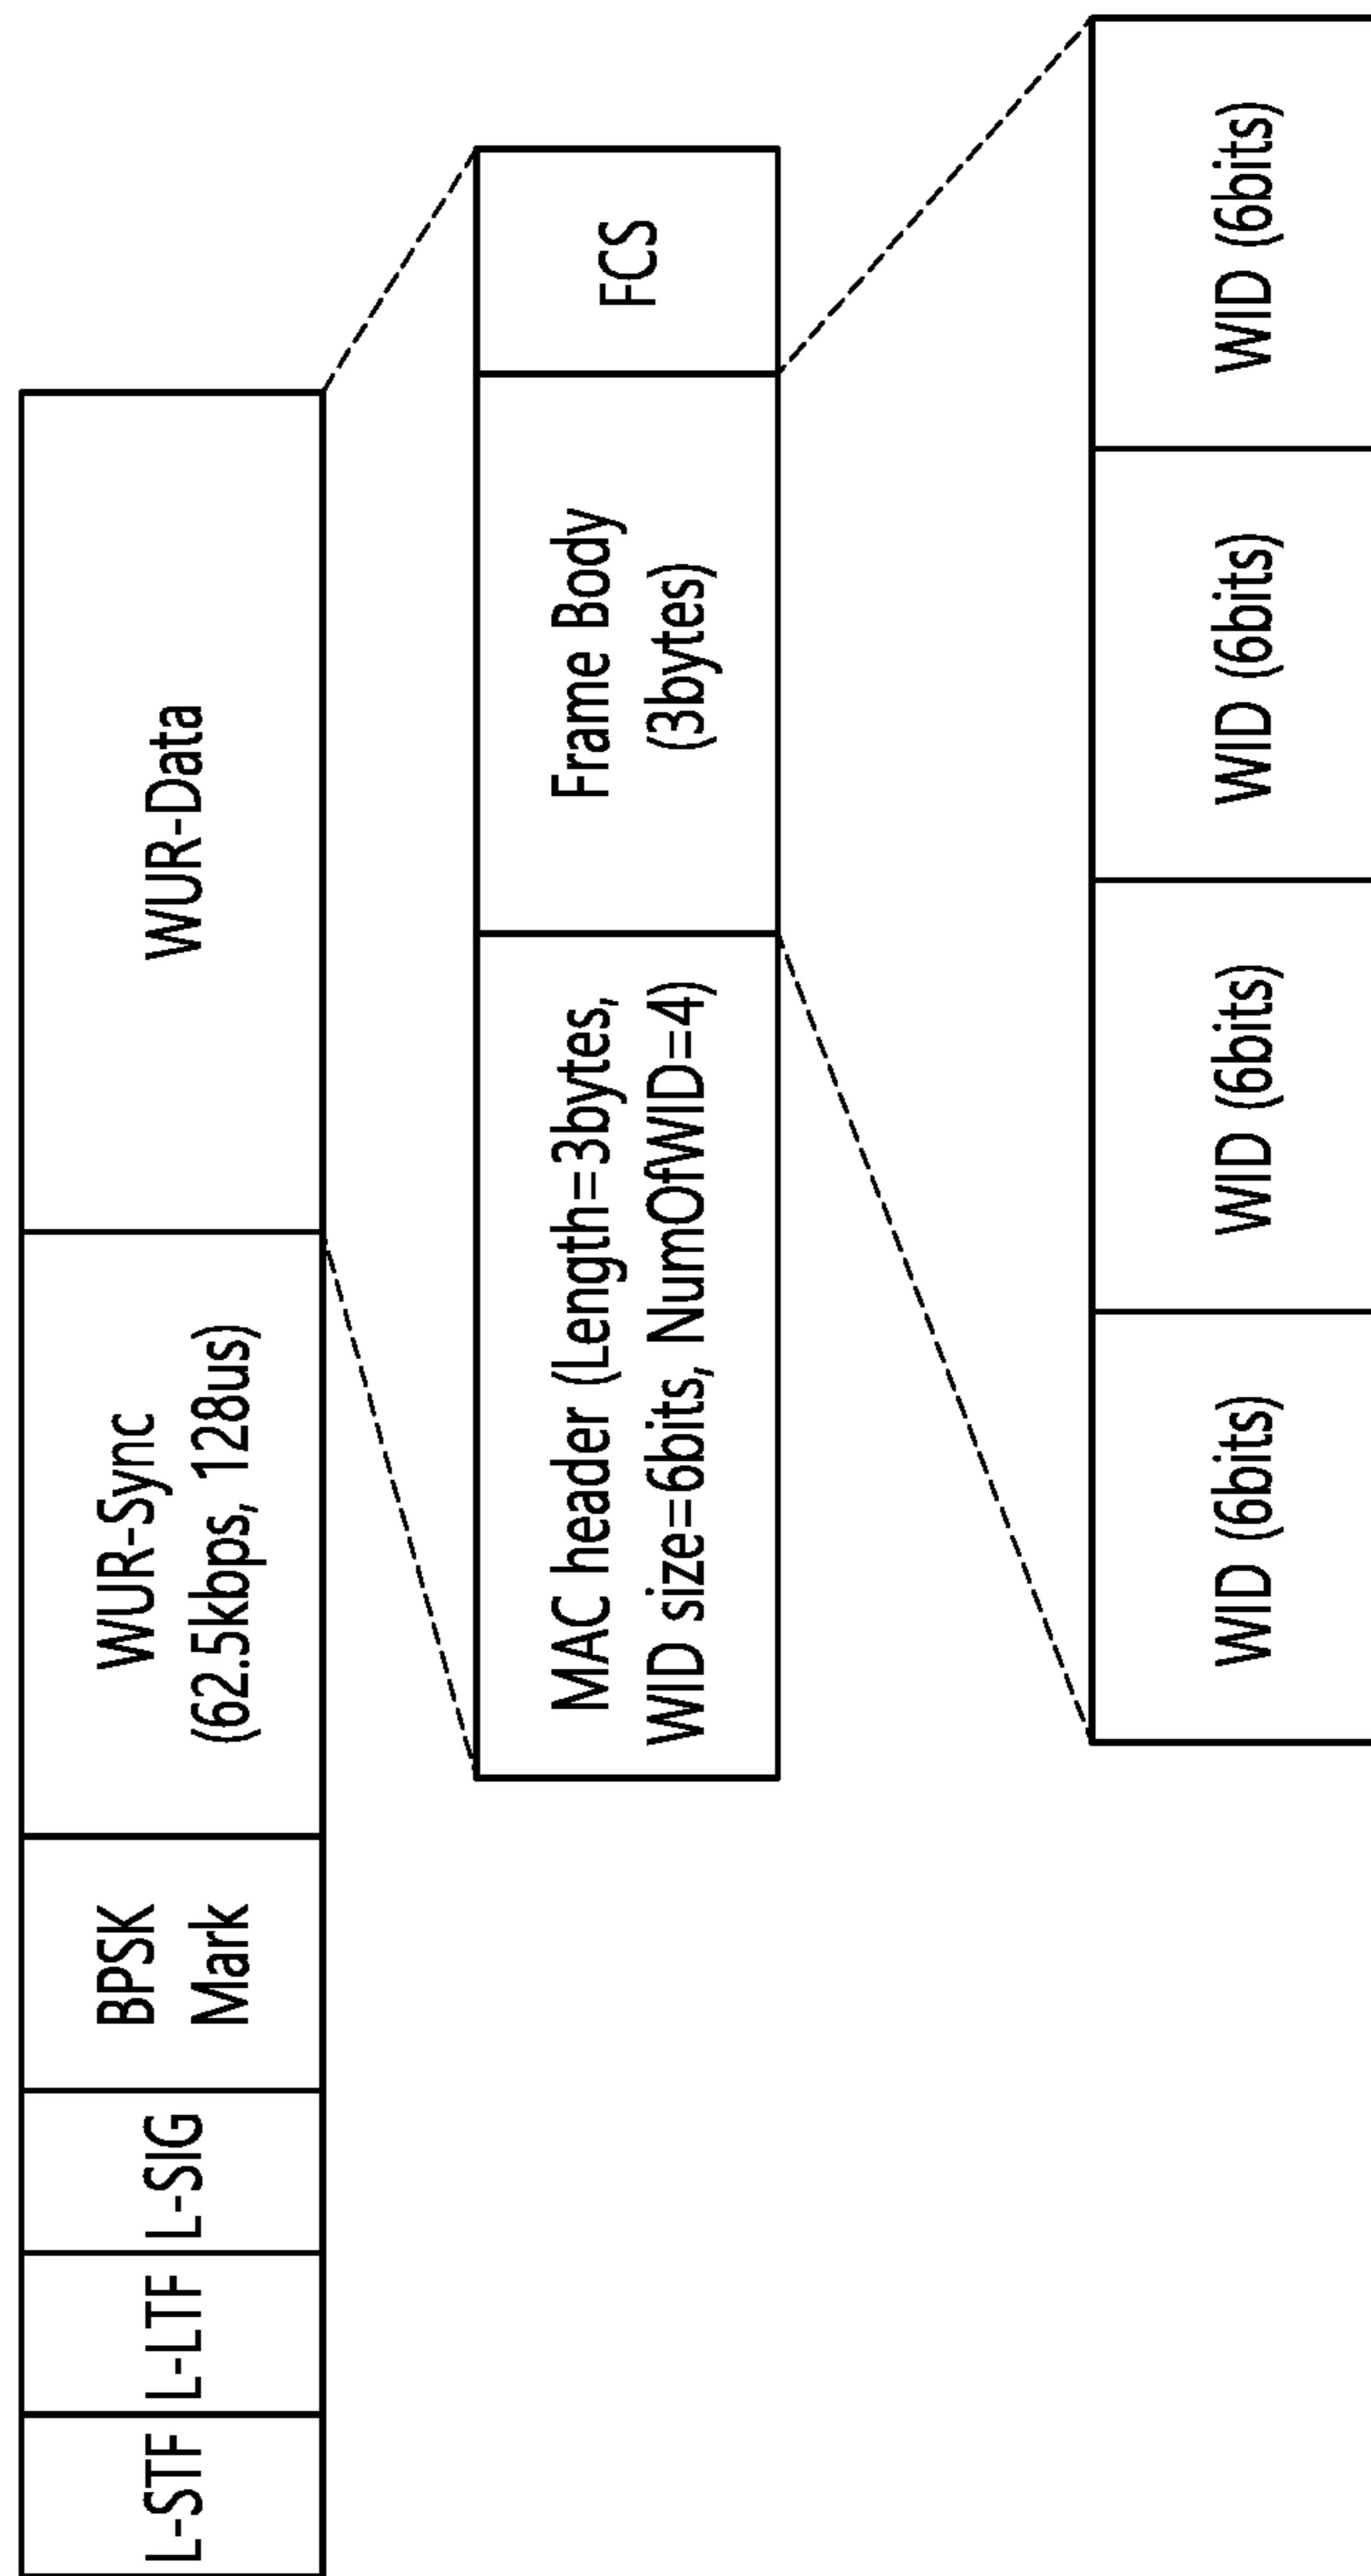 L-STF
L-LTF
L-SIG
BPSK
Mark
WUR-Sync
(62.5kbps, 128us)
WUR-Data
MAC header (Length=3bytes,
WID size=6bits, NumOfWID=4)
Frame Body
(3bytes)
FCS
WID (6bits)
WID (6bits)
WID (6bits)
WID (6bits)